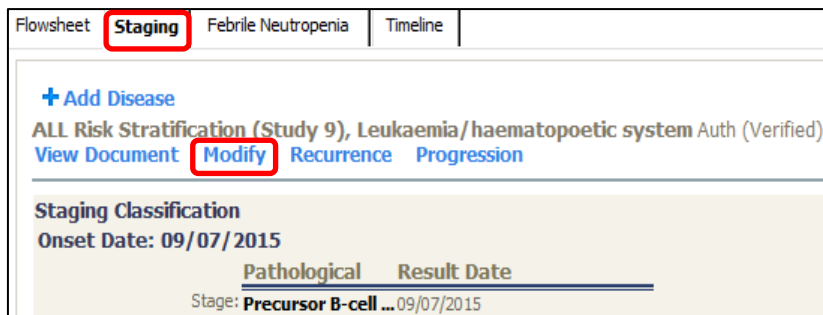 Flowsheet Staging Febrile Neutropenia Timeline
+ Add Disease
ALL Risk Stratification (Study 9), Leukaemia/haematopoetic system Auth (Verified)
View Document Modify Recurrence Progression
Staging Classification
Onset Date: 09/07/2015
Pathological Result Date
Stage: Precursor B-cell ... 09/07/2015